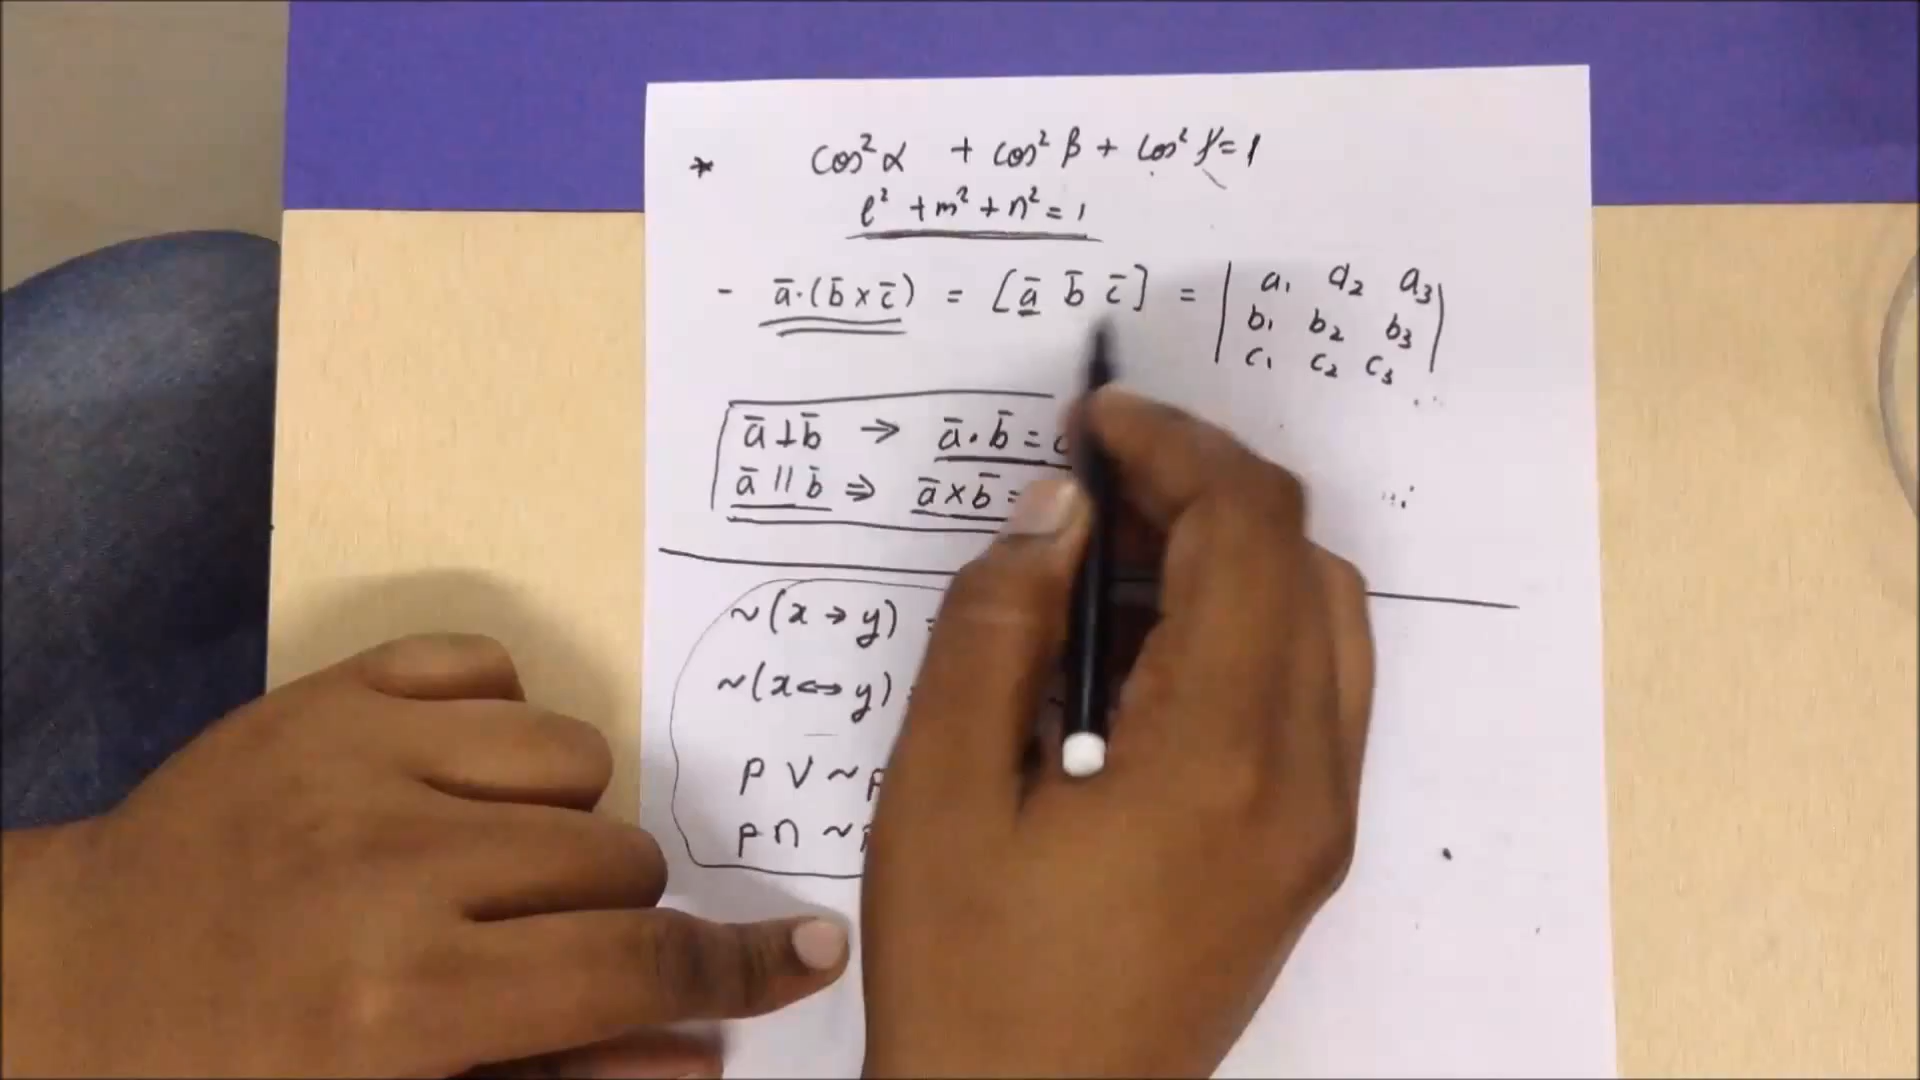 * cos²α + cos²β + cos²γ = 1
l² + m² + n² = 1
- ā·(b̄ × c̄) = [ā b̄ c̄] = | a₁ a₂ a₃
b₁ b₂ b₃
c₁ c₂ c₃ |
ā ⊥ b̄ → ā · b̄ =
ā || b̄ ⇒ ā × b̄ =
~(x → y) =
~(x ↔ y) =
p ∨ ~p
p ∩ ~p